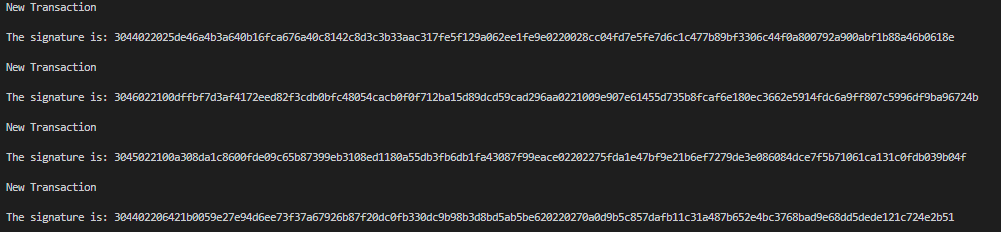 New Transaction
The signature is: 3044022025de46a4b3a640b16fca676a40c8142c8d3c3b33aac317fe5f129a062ee1fe9e0220028cc04fd7e5fe7d6c1c477b89bf3306c44f0a800792a900abf1b88a46b0618e
New Transaction
The signature is: 3046022100dffbf7d3af4172eed82f3cdb0bfc48054cacb0f0f712ba15d89dcd59cad296aa0221009e907e61455d735b8fcaf6e180ec3662e5914fdc6a9ff807c5996df9ba96724b
New Transaction
The signature is: 3045022100a308da1c8600fde09c65b87399eb3108ed1180a55db3fb6db1fa43087f99eace02202275fda1e47bf9e21b6ef7279de3e086084dce7f5b71061ca131c0fdb039b04f
New Transaction
The signature is: 304402206421b0059e27e94d6ee73f37a67926b87f20dc0fb330dc9b98b3d8bd5ab5be620220270a0d9b5c857dafb11c31a487b652e4bc3768bad9e68dd5dede121c724e2b51